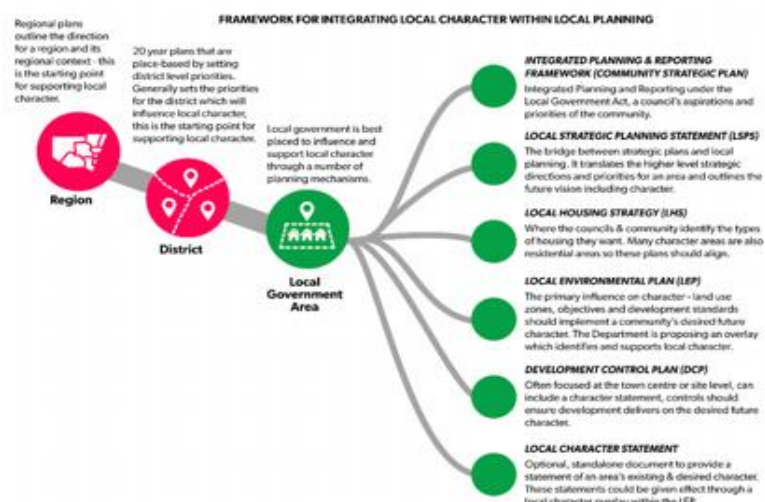 FRAMEWORK FOR INTEGRATING LOCAL CHARACTER WITHIN LOCAL PLANNING
Regional plans
outline the direction
for a region and its
regional context - this
is the starting point
for supporting local
character.
Region
20 year plans that are
place-based by setting
district level priorities.
Generally sets the priorities
for the district which will
influence local character,
this is the starting point for
supporting local character.
District
Local government is best
placed to influence and
support local character
through a number of
planning mechanisms.
Local
Government
Area
INTEGRATED PLANNING & REPORTING
FRAMEWORK (COMMUNITY STRATEGIC PLAN)
Integrated Planning and Reporting under the
Local Government Act, a council's aspirations and
priorities of the community.
LOCAL STRATEGIC PLANNING STATEMENT (LSPS)
The bridge between strategic plans and local
planning. It translates the higher level strategic
directions and priorities for an area and outlines the
future vision including character.
LOCAL HOUSING STRATEGY (LHS)
Where the councils & community identify the types
of housing they want. Many character areas are also
residential areas so these plans should align.
LOCAL ENVIRONMENTAL PLAN (LEP)
The primary influence on character - land use
zones, objectives and development standards
should implement a community's desired future
character. The Department is proposing an overlay
which identifies and supports local character.
DEVELOPMENT CONTROL PLAN (DCP)
Often focused at the town centre or site level, can
include a character statement, controls should
ensure development delivers on the desired future
character.
LOCAL CHARACTER STATEMENT
Optional, standalone document to provide a
statement of an area's existing & desired character.
These statements could be given effect through a
local character overlay within the LEP.